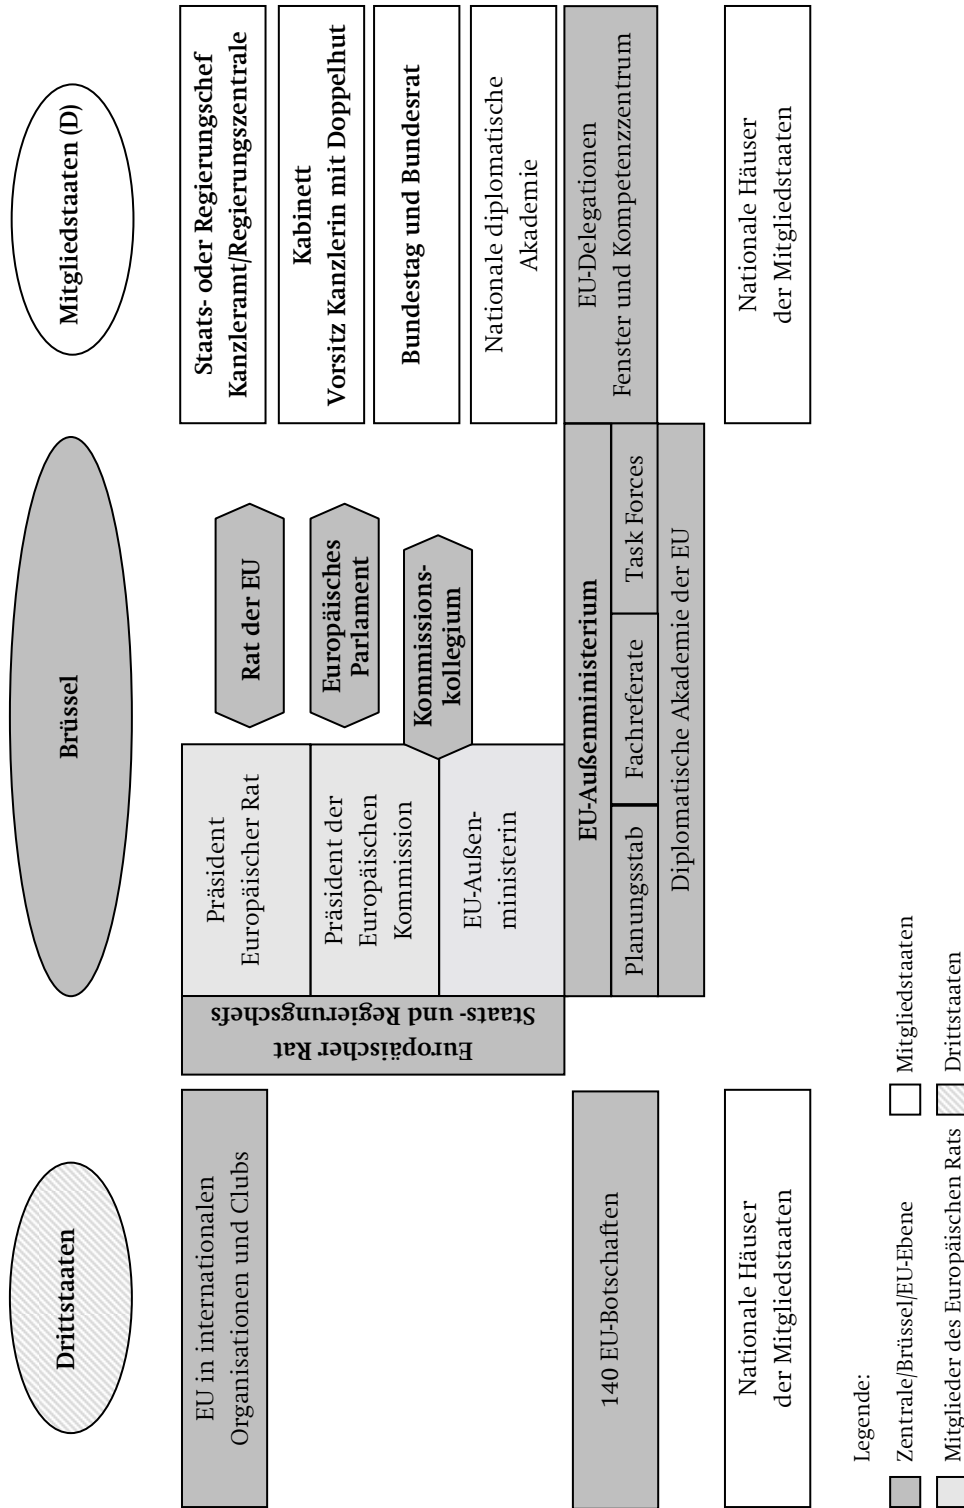 Drittstaaten
Brüssel
Mitgliedstaaten (D)
EU in internationalen
Organisationen und Clubs
Europäischer Rat
Staats - und Regierungschefs
Präsident
Europäischer Rat
Präsident der
Europäischen
Kommission
EU-Außen-
ministerin
Rat der EU
Europäisches
Parlament
Kommissions-
kollegium
Staats- oder Regierungschef
Kanzleramt/Regierungszentrale
Kabinett
Vorsitz Kanzlerin mit Doppelhut
Bundestag und Bundesrat
Nationale diplomatische
Akademie
140 EU-Botschaften
EU-Außenministerium
Planungsstab
Fachreferate
Task Forces
Diplomatische Akademie der EU
EU-Delegationen
Fenster und Kompetenzzentrum
Nationale Häuser
der Mitgliedstaaten
Nationale Häuser
der Mitgliedstaaten
Legende:
Zentrale/Brüssel/EU-Ebene
Mitgliedstaaten
Mitglieder des Europäischen Rats
Drittstaaten